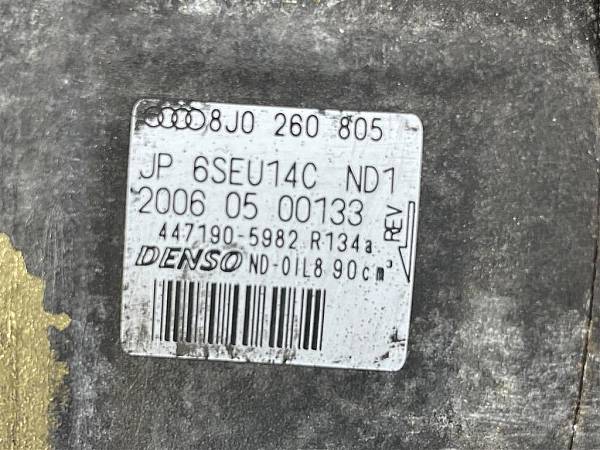 8J0 260 805
JP 6SEU14C ND1
2006 05 00133
447190-5982 R134a
DENSO ND-OIL8 90cm³
REV